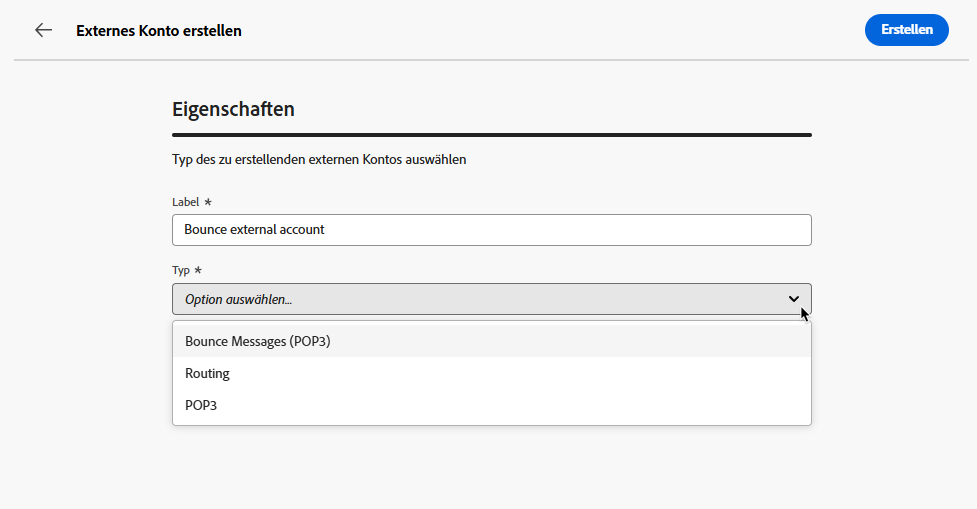 Externes Konto erstellen
Erstellen
Eigenschaften
Typ des zu erstellenden externen Kontos auswählen
Label *
Bounce external account
Typ *
Option auswählen...
Bounce Messages (POP3)
Routing
POP3